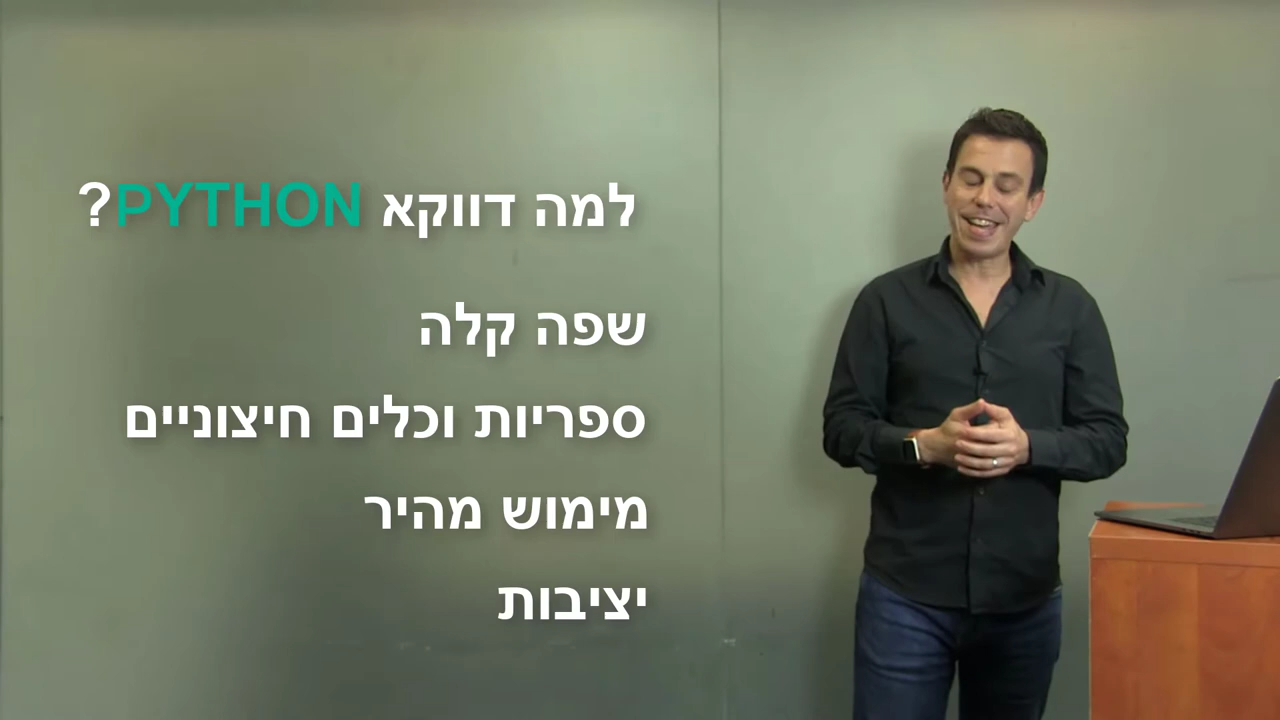 למה דווקא PYTHON?
שפה קלה
ספריות וכלים חיצוניים
מימוש מהיר
יציבות